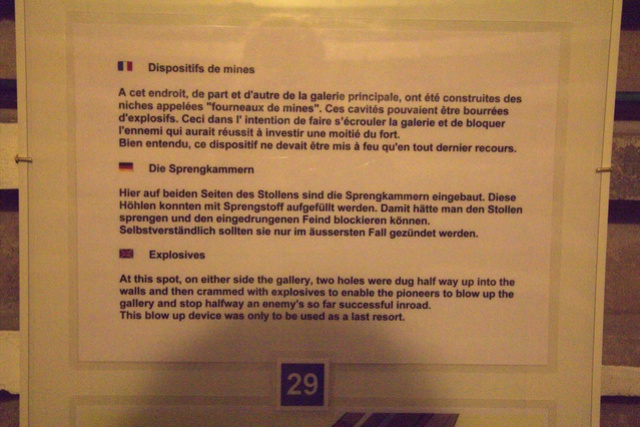 Dispositifs de mines
A cet endroit, de part et d'autre de la galerie principale, ont été construites des
niches appelées "fourneaux de mines". Ces cavités pouvaient être bourrées
d'explosifs. Ceci dans l' intention de faire s'écrouler la galerie et de bloquer
l'ennemi qui aurait réussit à investir une moitié du fort.
Bien entendu, ce dispositif ne devait être mis à feu qu'en tout dernier recours.
Die Sprengkammern
Hier auf beiden Seiten des Stollens sind die Sprengkammern eingebaut. Diese
Höhlen konnten mit Sprengstoff aufgefüllt werden. Damit hätte man den Stollen
sprengen und den eingedrungenen Feind blockieren können.
Selbstverständlich sollten sie nur im äussersten Fall gezündet werden.
Explosives
At this spot, on either side the gallery, two holes were dug half way up into the
walls and then crammed with explosives to enable the pioneers to blow up the
gallery and stop halfway an enemy's so far successful inroad.
This blow up device was only to be used as a last resort.
29